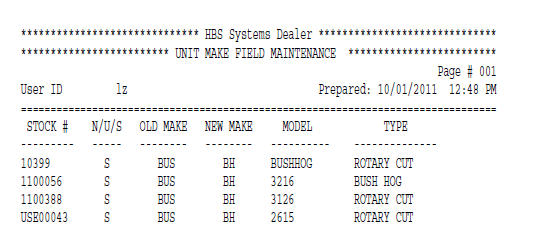 ****************************** HBS Systems Dealer ******************************
************************* UNIT MAKE FIELD MAINTENANCE *************************
Page # 001
User ID lz Prepared: 10/01/2011 12:48 PM
================================================================================
STOCK # N/U/S OLD MAKE NEW MAKE MODEL TYPE
--------- ----- -------- -------- ---------- --------------
10399 S BUS BH BUSHHOG ROTARY CUT
1100056 S BUS BH 3216 BUSH HOG
1100388 S BUS BH 3126 ROTARY CUT
USE00043 S BUS BH 2615 ROTARY CUT